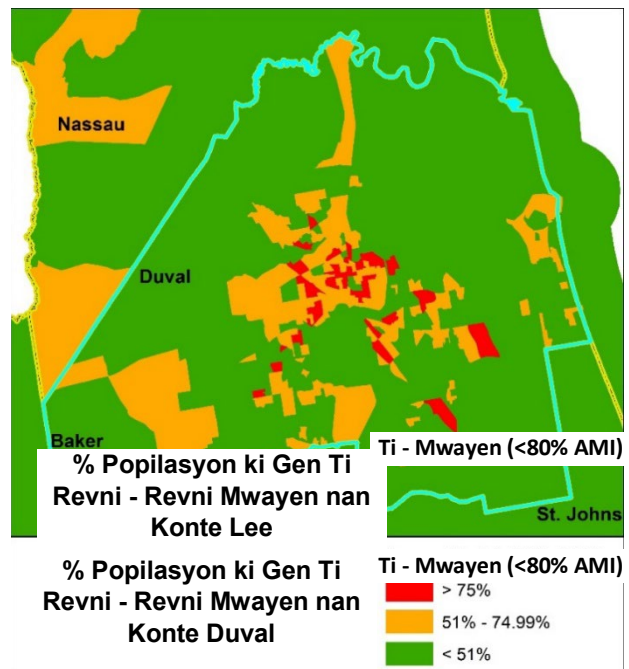 Nassau
Duval
Baker
Ti - Mwayen (<80% AMI)
% Popilasyon ki Gen Ti
Revni - Revni Mwayen nan
Konte Lee
St. Johns
% Popilasyon ki Gen Ti
Revni - Revni Mwayen nan
Konte Duval
Ti - Mwayen (<80% AMI)
> 75%
51% - 74.99%
< 51%